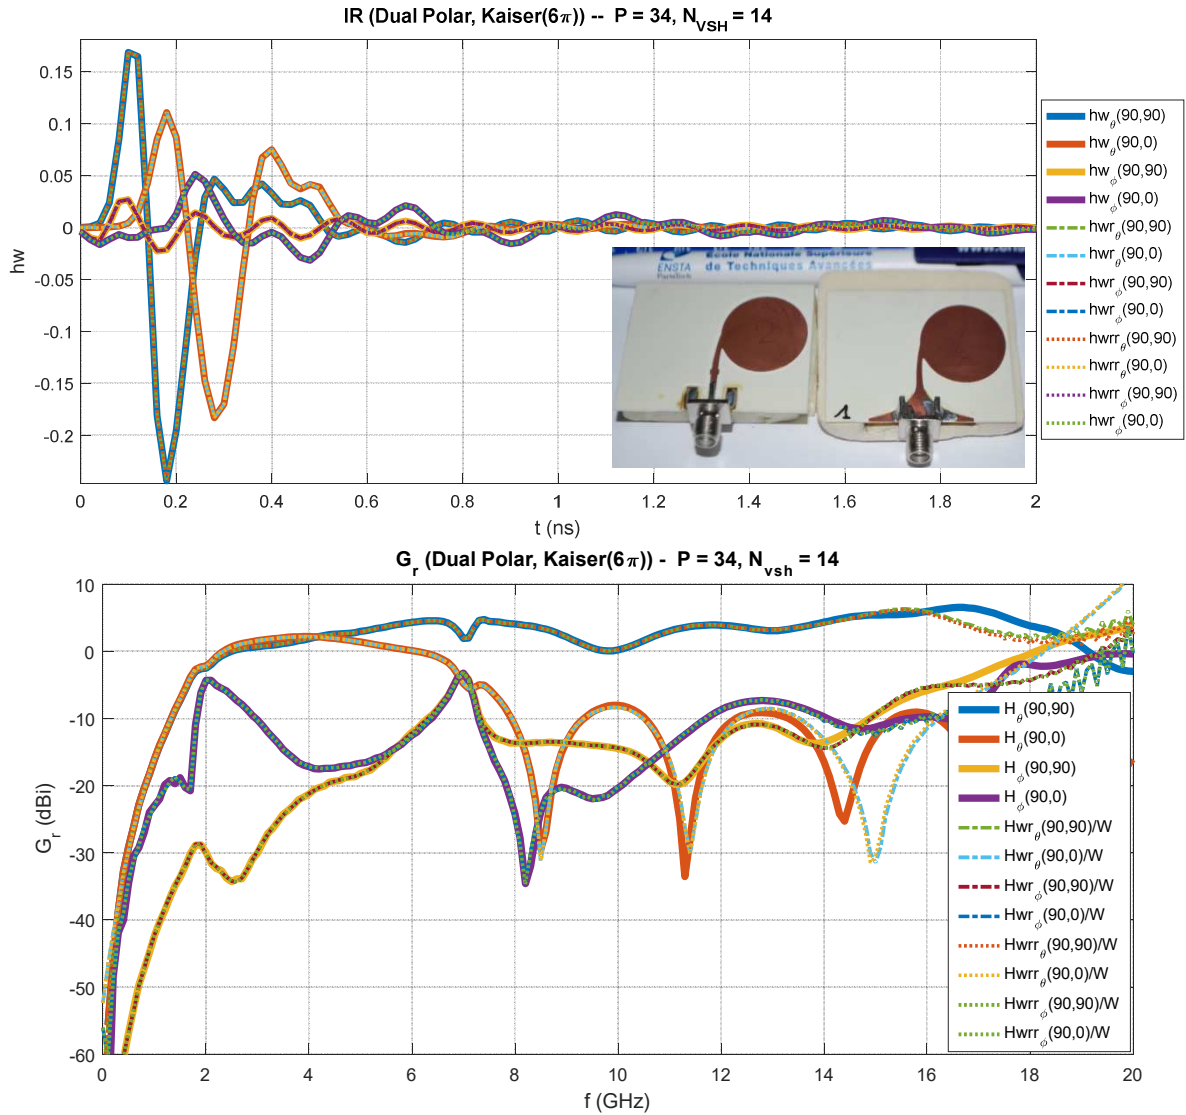 IR (Dual Polar, Kaiser(6π)) -- P = 34, N_VSH = 14
hw
0.15
0.1
0.05
0
-0.05
-0.1
-0.15
-0.2
0 0.2 0.4 0.6 0.8 1 1.2 1.4 1.6 1.8 2
t (ns)
hw_θ(90,90)
hw_θ(90,0)
hw_ϕ(90,90)
hw_ϕ(90,0)
hwr_θ(90,90)
hwr_θ(90,0)
hwr_ϕ(90,90)
hwr_ϕ(90,0)
hwrr_θ(90,90)
hwrr_θ(90,0)
hwrr_ϕ(90,90)
hwr_ϕ(90,0)
École Nationale Supérieure
ENSTA de Techniques Avancées
1
G_r (Dual Polar, Kaiser(6π)) - P = 34, N_vsh = 14
G_r (dBi)
10
0
-10
-20
-30
-40
-50
-60
0 2 4 6 8 10 12 14 16 18 20
f (GHz)
H_θ(90,90)
H_θ(90,0)
H_ϕ(90,90)
H_ϕ(90,0)
Hwr_θ(90,90)/W
Hwr_θ(90,0)/W
Hwr_ϕ(90,90)/W
Hwr_ϕ(90,0)/W
Hwrr_θ(90,90)/W
Hwrr_θ(90,0)/W
Hwrr_ϕ(90,90)/W
Hwrr_ϕ(90,0)/W